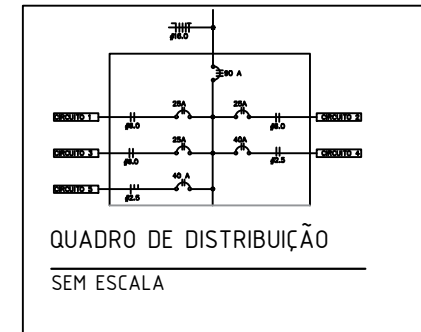 ø16.0
90 A
CIRCUITO 1
25A
25A
CIRCUITO 2
ø6.0
ø6.0
CIRCUITO 3
25A
40A
CIRCUITO 4
ø6.0
ø2.5
CIRCUITO 5
40 A
ø2.5
QUADRO DE DISTRIBUIÇÃO
SEM ESCALA